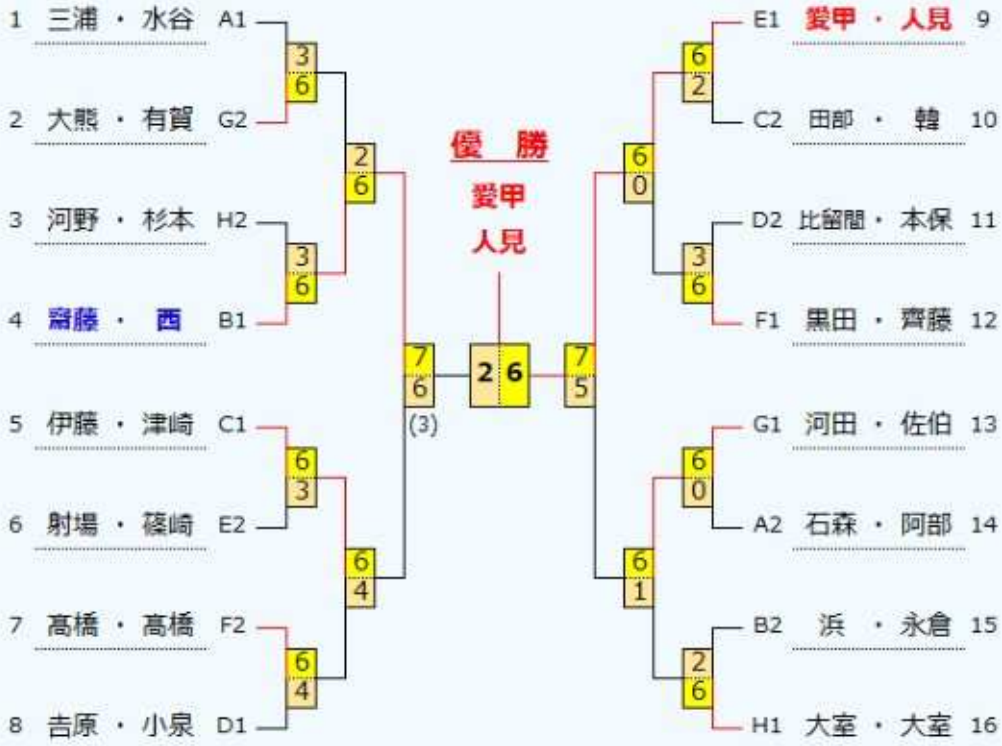 1 三浦・水谷 A1
3
6
2 大熊・有賀 G2
2
6
3 河野・杉本 H2
3
6
4 齋藤・西 B1
7
6
(3)
5 伊藤・津崎 C1
6
3
6 射場・篠崎 E2
6
4
7 髙橋・髙橋 F2
6
4
8 吉原・小泉 D1
優 勝
愛甲
人見
2 6
E1 愛甲・人見 9
6
2
C2 田部・韓 10
6
0
D2 比留間・本保 11
3
6
F1 黒田・齊藤 12
7
5
G1 河田・佐伯 13
6
0
A2 石森・阿部 14
6
1
B2 浜・永倉 15
2
6
H1 大室・大室 16